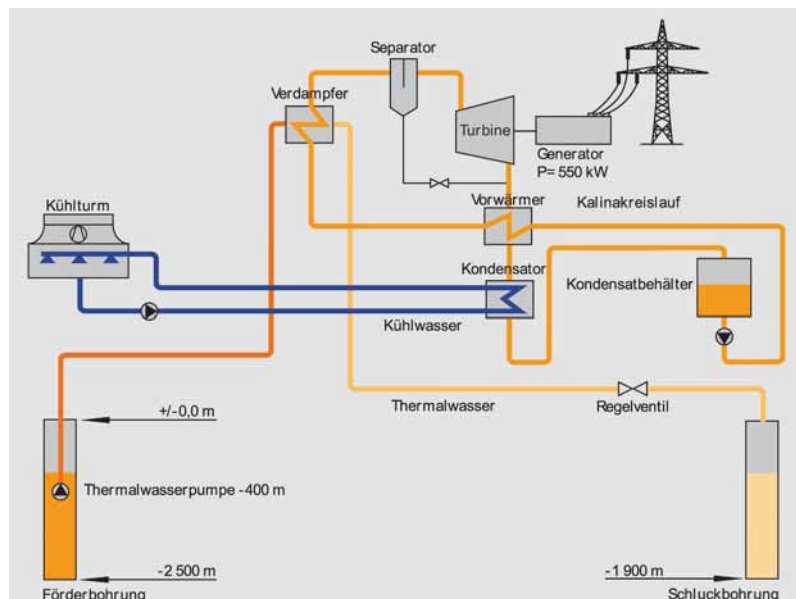 Separator
Verdampfer
Turbine
Generator
P= 550 kW
Kühlturm
Vorwärmer
Kalinakreislauf
Kondensator
Kondensatbehälter
Kühlwasser
Thermalwasser
Regelventil
+/-0,0 m
Thermalwasserpumpe -400 m
-2 500 m
-1 900 m
Förderbohrung
Schluckbohrung